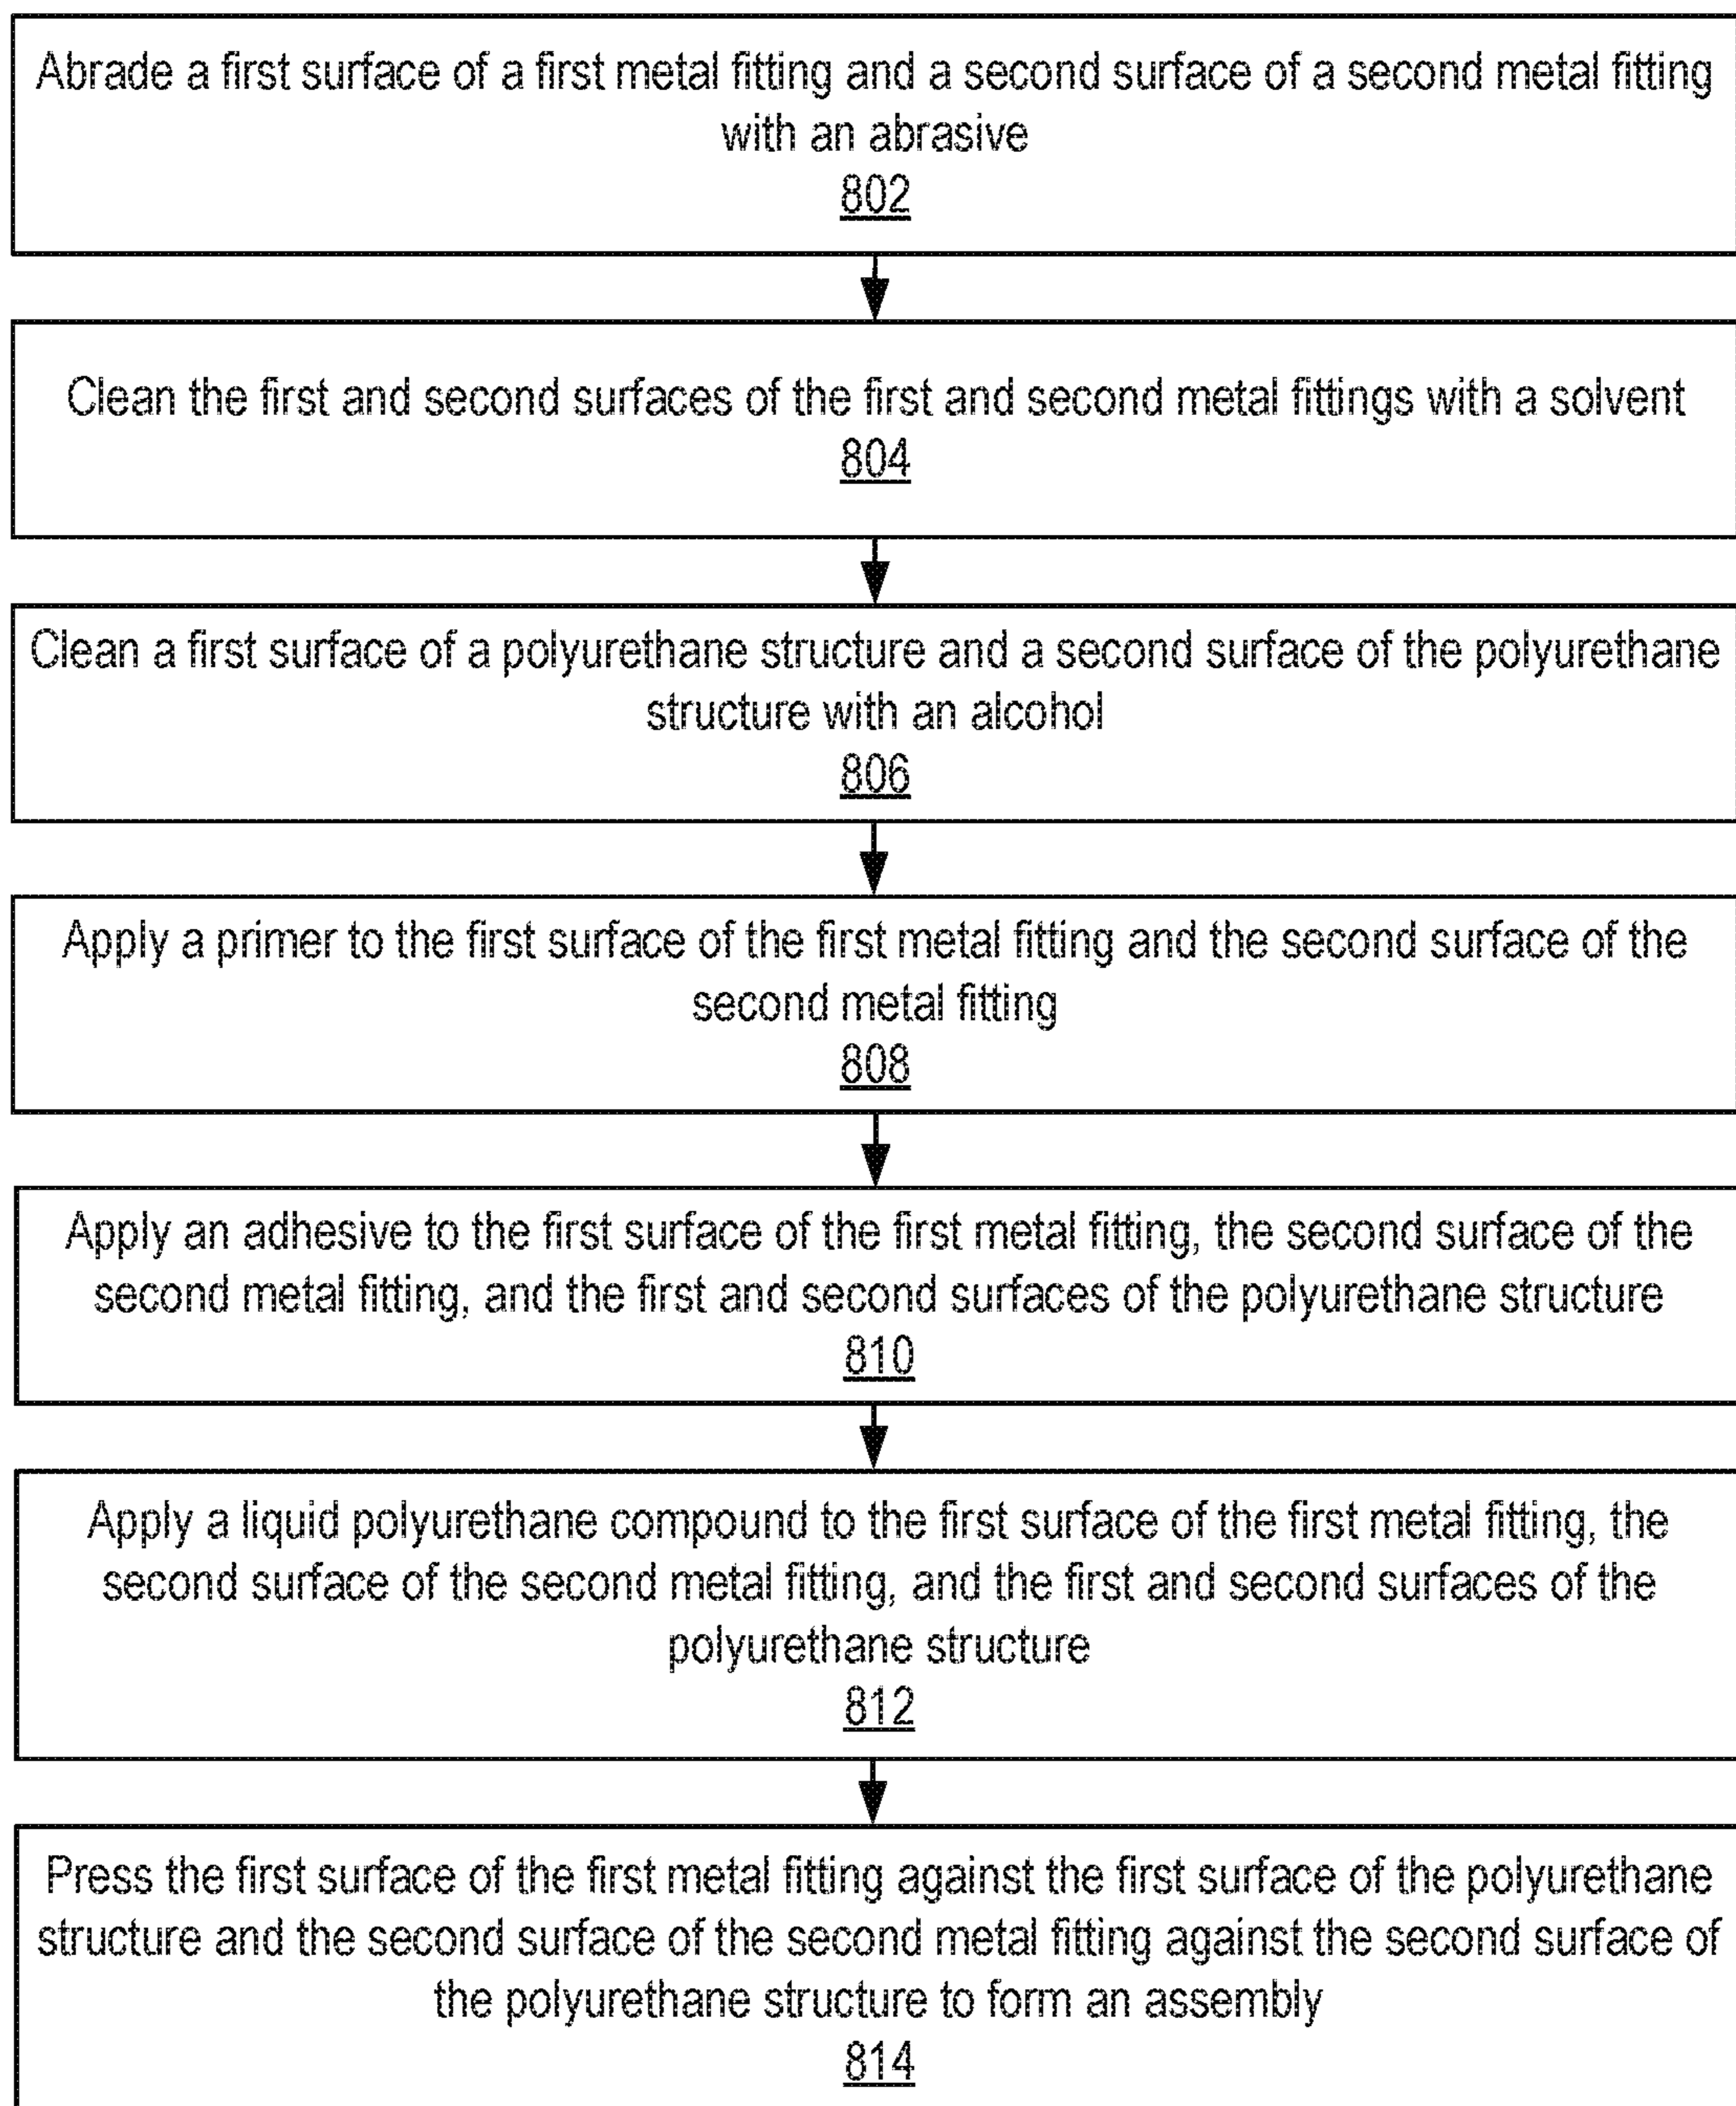 Abrade a first surface of a first metal fitting and a second surface of a second metal fitting
with an abrasive
802
Clean the first and second surfaces of the first and second metal fittings with a solvent
804
Clean a first surface of a polyurethane structure and a second surface of the polyurethane
structure with an alcohol
806
Apply a primer to the first surface of the first metal fitting and the second surface of the
second metal fitting
808
Apply an adhesive to the first surface of the first metal fitting, the second surface of the
second metal fitting, and the first and second surfaces of the polyurethane structure
810
Apply a liquid polyurethane compound to the first surface of the first metal fitting, the
second surface of the second metal fitting, and the first and second surfaces of the
polyurethane structure
812
Press the first surface of the first metal fitting against the first surface of the polyurethane
structure and the second surface of the second metal fitting against the second surface of
the polyurethane structure to form an assembly
814